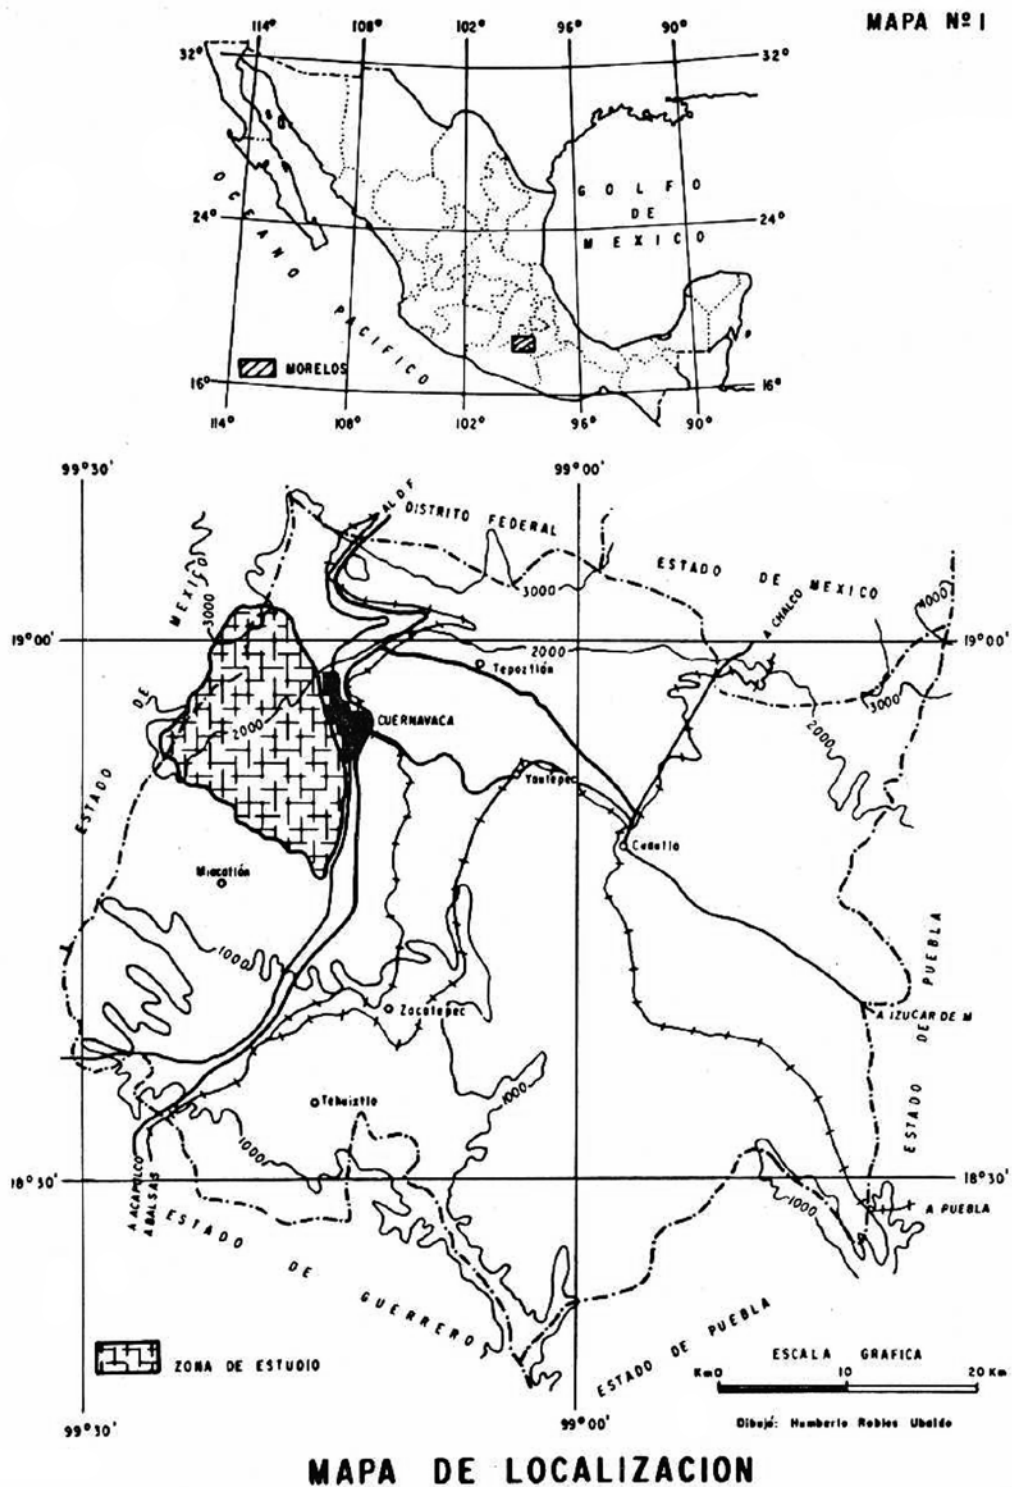 MAPA Nº 1
114° 108° 102° 96° 90°
32° 32°
GOLFO
DE
MEXICO
24° 24°
OCEANO PACIFICO
MORELOS
16° 16°
114° 108° 102° 96° 90°
99°30' 99°00'
AL D F
DISTRITO FEDERAL
ESTADO DE MEXICO
3000
3000
4000
A CHALCO
19°00' 19°00'
2000
Tepoztlán
3000
2000
ESTADO DE MEXICO
2000
CUERNAVACA
Yautepec
Cuautla
Miacatlán
1000
Zacatepec
A IZUCAR DE M
ESTADO DE PUEBLA
Tehuixtla
1000
1000
18°30' 18°30'
1000
A PUEBLA
A ACAPULCO
A BALSAS
ESTADO DE GUERRERO
ESTADO DE PUEBLA
ZONA DE ESTUDIO
ESCALA GRAFICA
Km 0 10 20 Km
Dibujó: Humberto Robles Ubaldo
99°30' 99°00'
MAPA DE LOCALIZACION